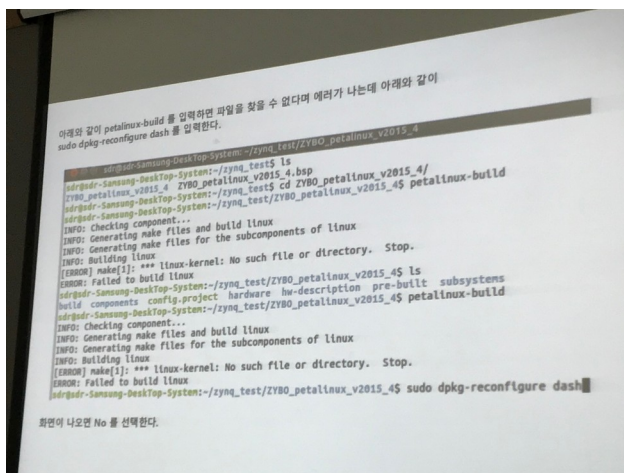 아래와 같이 petalinux-build 를 입력하면 파일을 찾을 수 없다며 에러가 나는데 아래와 같이
sudo dpkg-reconfigure dash 를 입력한다.
sdr@sdr-Samsung-DeskTop-System: ~/zynq_test/ZYBO_petalinux_v2015_4
sdr@sdr-Samsung-DeskTop-System:~/zynq_test$ ls
ZYBO_petalinux_v2015_4  ZYBO_petalinux_v2015_4.bsp
sdr@sdr-Samsung-DeskTop-System:~/zynq_test$ cd ZYBO_petalinux_v2015_4/
sdr@sdr-Samsung-DeskTop-System:~/zynq_test/ZYBO_petalinux_v2015_4$ petalinux-build
INFO: Checking component...
INFO: Generating make files and build linux
INFO: Generating make files for the subcomponents of linux
INFO: Building linux
[ERROR] make[1]: *** linux-kernel: No such file or directory.  Stop.
ERROR: Failed to build linux
sdr@sdr-Samsung-DeskTop-System:~/zynq_test/ZYBO_petalinux_v2015_4$ ls
build  components  config.project  hardware  hw-description  pre-built  subsystems
sdr@sdr-Samsung-DeskTop-System:~/zynq_test/ZYBO_petalinux_v2015_4$ petalinux-build
INFO: Checking component...
INFO: Generating make files and build linux
INFO: Generating make files for the subcomponents of linux
INFO: Building linux
[ERROR] make[1]: *** linux-kernel: No such file or directory.  Stop.
ERROR: Failed to build linux
sdr@sdr-Samsung-DeskTop-System:~/zynq_test/ZYBO_petalinux_v2015_4$ sudo dpkg-reconfigure dash
화면이 나오면 No 를 선택한다.